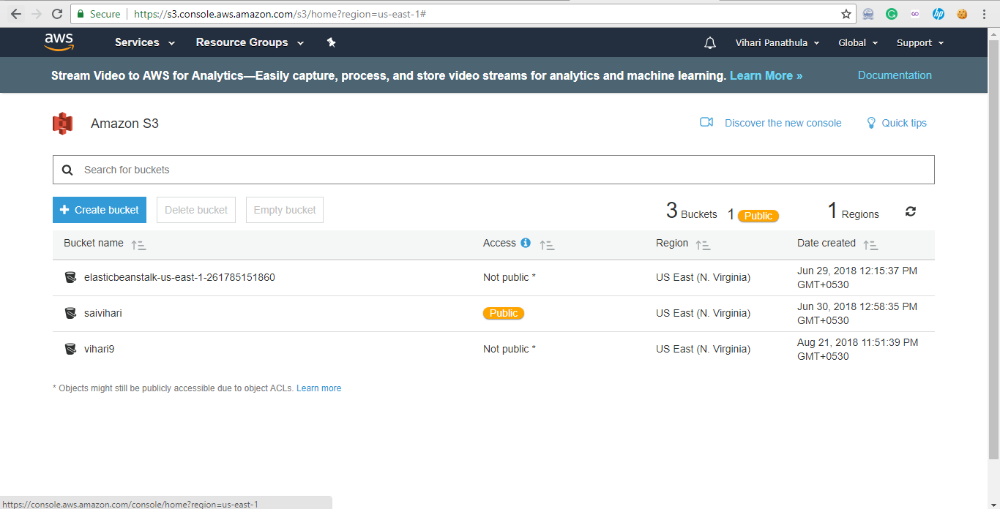 Secure https://s3.console.aws.amazon.com/s3/home?region=us-east-1#
aws Services Resource Groups Vihari Panathula Global Support
Stream Video to AWS for Analytics—Easily capture, process, and store video streams for analytics and machine learning. Learn More » Documentation
Amazon S3 Discover the new console Quick tips
Search for buckets
+ Create bucket Delete bucket Empty bucket 3 Buckets 1 Public 1 Regions
Bucket name Access Region Date created
elasticbeanstalk-us-east-1-261785151860 Not public * US East (N. Virginia) Jun 29, 2018 12:15:37 PM
GMT+0530
saivihari Public US East (N. Virginia) Jun 30, 2018 12:58:35 PM
GMT+0530
vihari9 Not public * US East (N. Virginia) Aug 21, 2018 11:51:39 PM
GMT+0530
* Objects might still be publicly accessible due to object ACLs. Learn more
https://console.aws.amazon.com/console/home?region=us-east-1